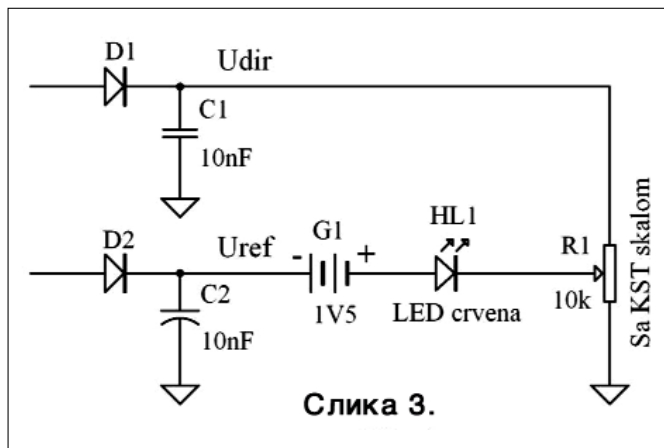 D1
Udir
C1
10nF
D2
Uref
- G1 +
HL1
R1
C2
10nF
1V5
LED crvena
10k
Sa KST skalom
Слика 3.